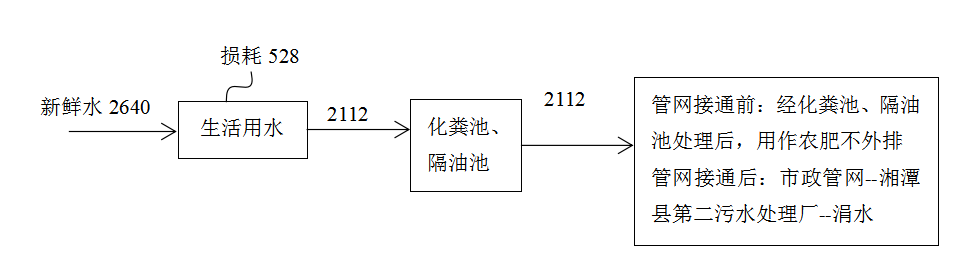 损耗 528
新鲜水 2640
生活用水
2112
化粪池、
隔油池
2112
管网接通前：经化粪池、隔油
池处理后，用作农肥不外排
管网接通后：市政管网--湘潭
县第二污水处理厂--涓水